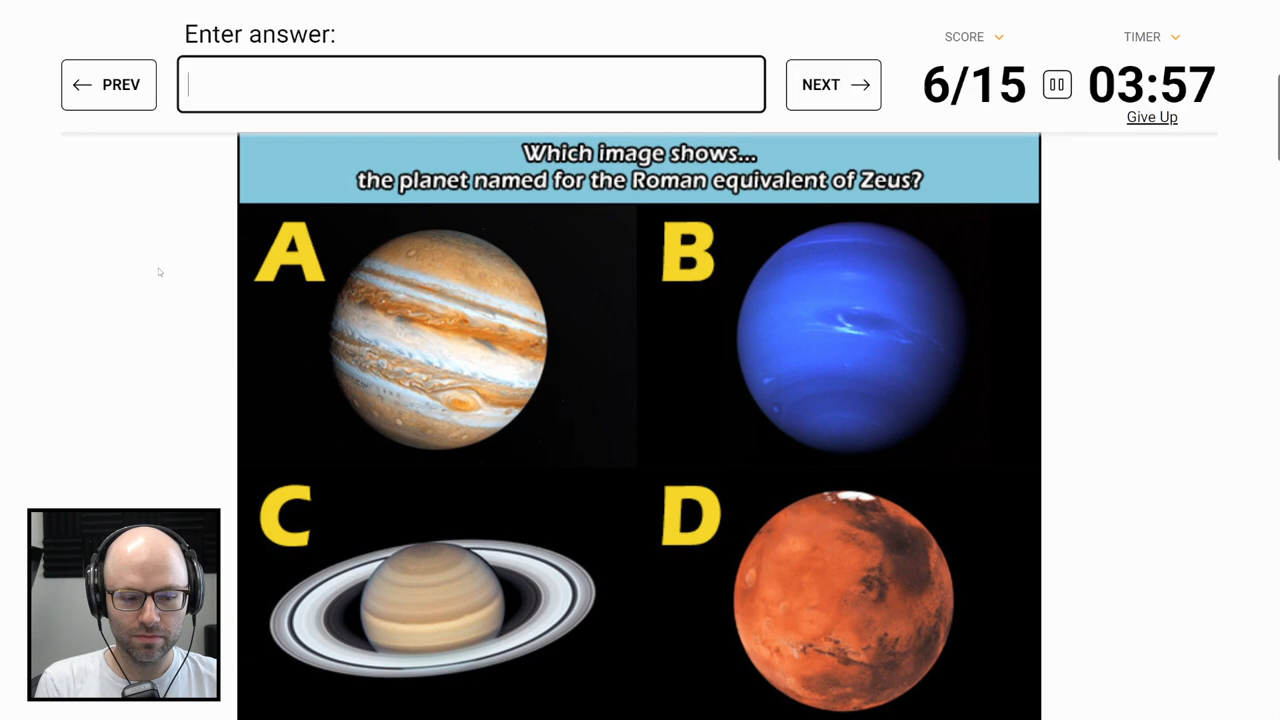 Enter answer:
PREV
NEXT
SCORE
6/15
TIMER
03:57
Give Up
Which image shows...
the planet named for the Roman equivalent of Zeus?
A
B
C
D